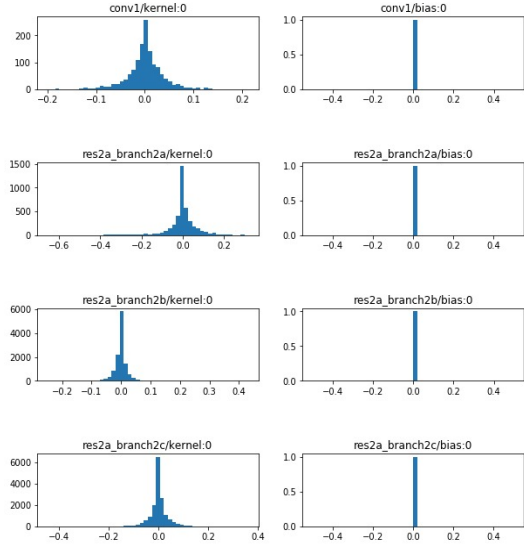 conv1/kernel:0
conv1/bias:0
200
100
0
−0.2 −0.1 0.0 0.1 0.2
1.0
0.5
0.0
−0.4 −0.2 0.0 0.2 0.4
res2a_branch2a/kernel:0
res2a_branch2a/bias:0
1500
1000
500
0
−0.6 −0.4 −0.2 0.0 0.2
1.0
0.5
0.0
−0.4 −0.2 0.0 0.2 0.4
res2a_branch2b/kernel:0
res2a_branch2b/bias:0
6000
4000
2000
0
−0.2 −0.1 0.0 0.1 0.2 0.3 0.4
1.0
0.5
0.0
−0.4 −0.2 0.0 0.2 0.4
res2a_branch2c/kernel:0
res2a_branch2c/bias:0
6000
4000
2000
0
−0.4 −0.2 0.0 0.2 0.4
1.0
0.5
0.0
−0.4 −0.2 0.0 0.2 0.4